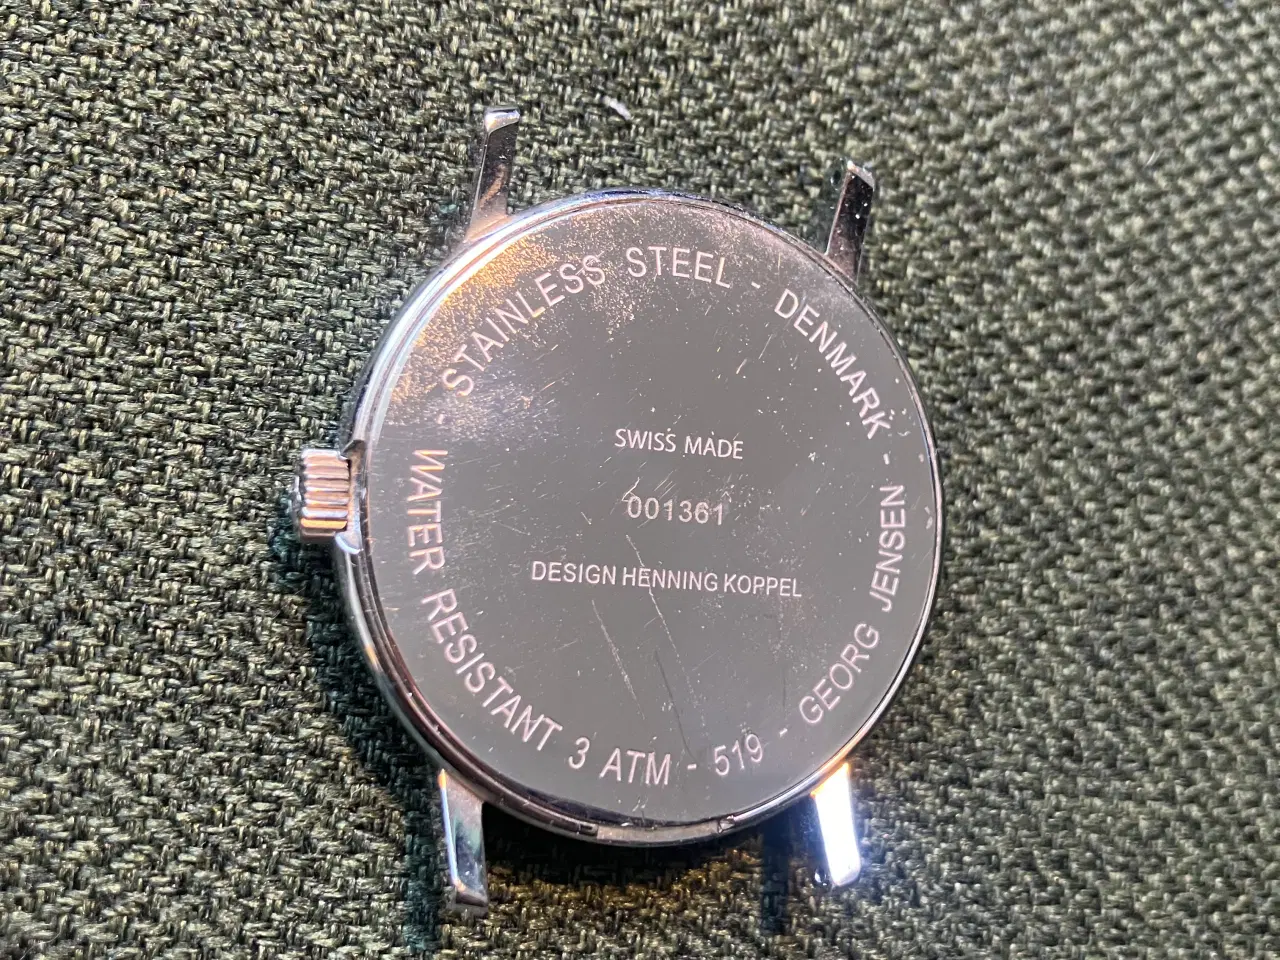 - STAINLESS STEEL - DENMARK - GEORG JENSEN - 519 - WATER RESISTANT 3 ATM
SWISS MADE
001361
DESIGN HENNING KOPPEL